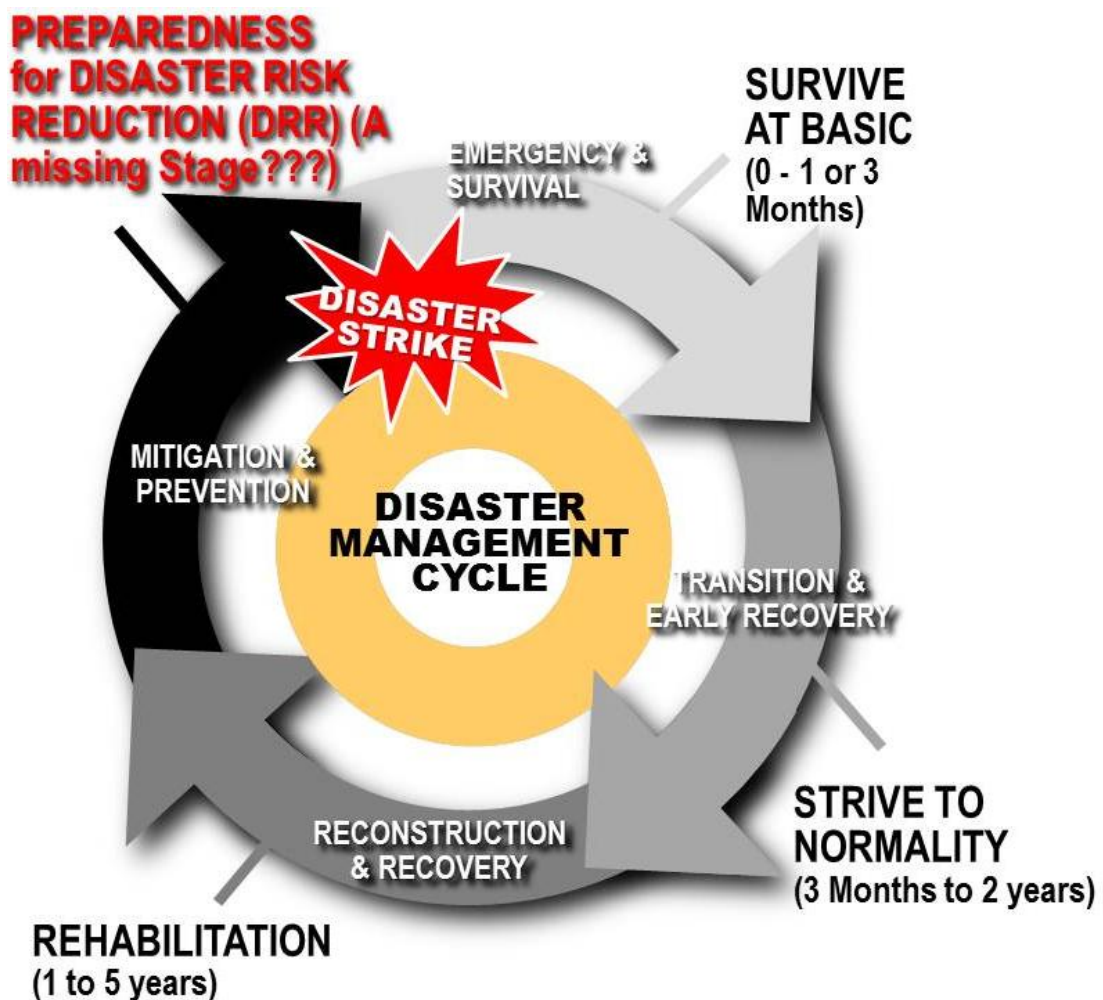 PREPAREDNESS
for DISASTER RISK
REDUCTION (DRR) (A
missing Stage???)
EMERGENCY &
SURVIVAL
SURVIVE
AT BASIC
(0 - 1 or 3
Months)
DISASTER
STRIKE
MITIGATION &
PREVENTION
DISASTER
MANAGEMENT
CYCLE
TRANSITION &
EARLY RECOVERY
STRIVE TO
NORMALITY
(3 Months to 2 years)
RECONSTRUCTION
& RECOVERY
REHABILITATION
(1 to 5 years)